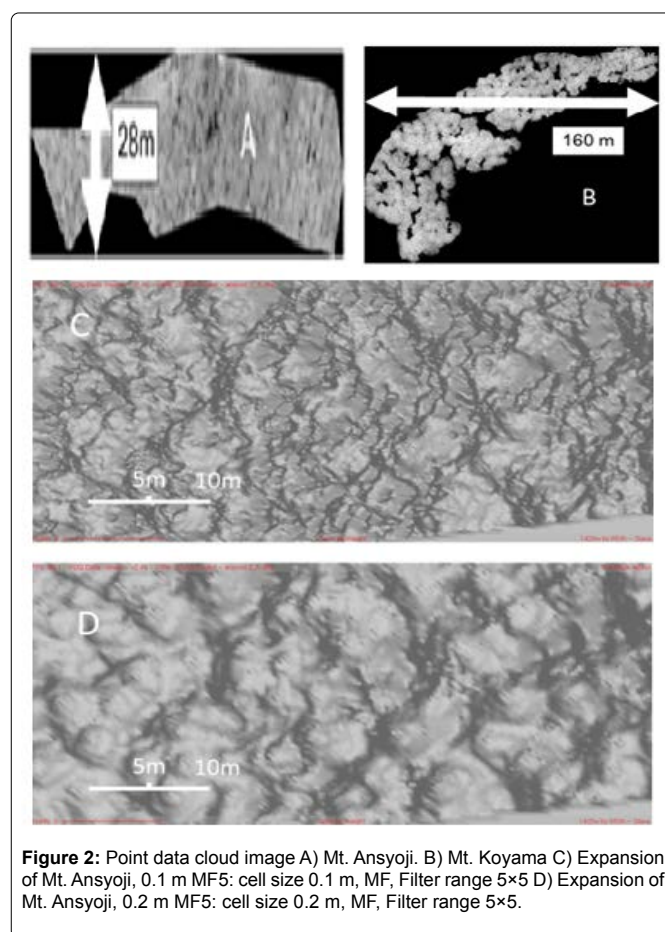 28m
A
160 m
B
C
5m 10m
D
5m 10m
Figure 2: Point data cloud image A) Mt. Ansyoji. B) Mt. Koyama C) Expansion
of Mt. Ansyoji, 0.1 m MF5: cell size 0.1 m, MF, Filter range 5×5 D) Expansion of
Mt. Ansyoji, 0.2 m MF5: cell size 0.2 m, MF, Filter range 5×5.